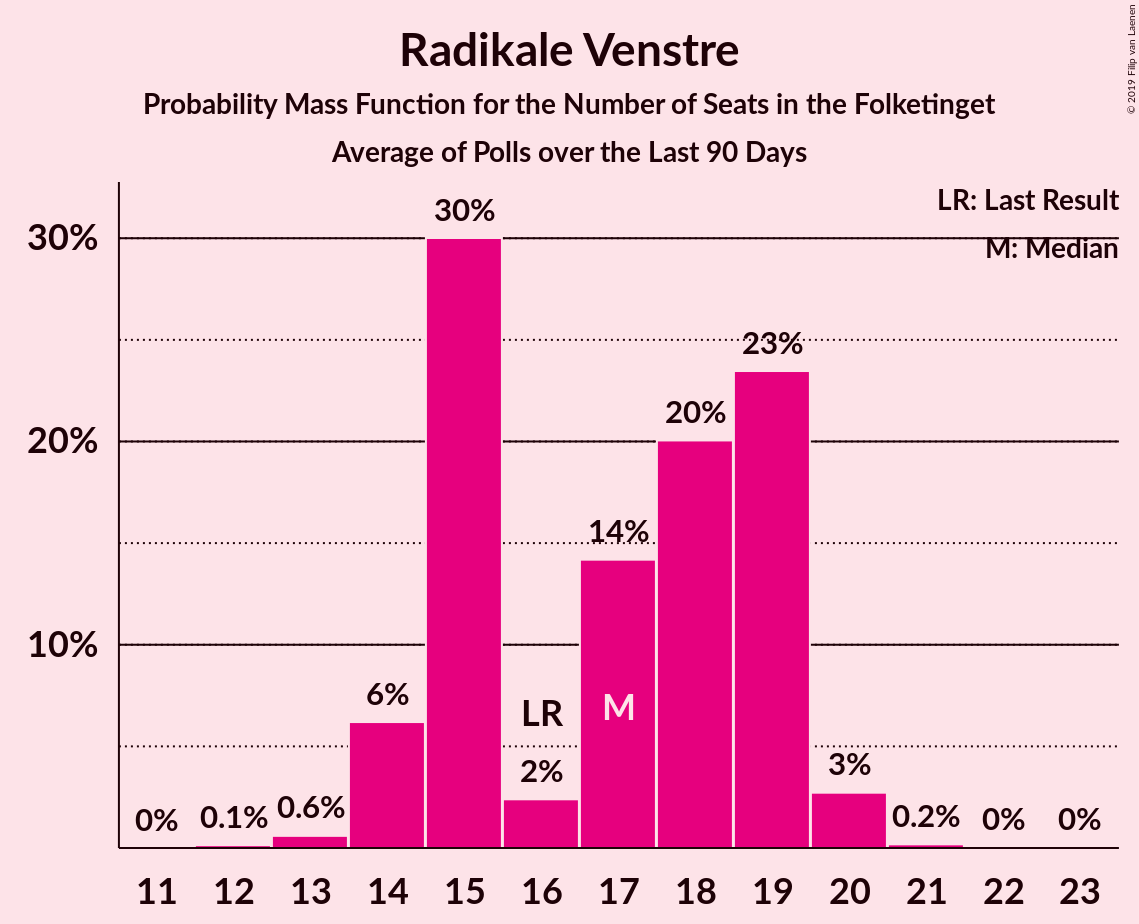 Radikale Venstre
Probability Mass Function for the Number of Seats in the Folketinget
Average of Polls over the Last 90 Days
© 2019 Filip van Laenen
LR: Last Result
M: Median
30%
20%
10%
0%
0.1%
0.6%
6%
30%
LR
2%
14%
M
20%
23%
3%
0.2%
0%
0%
11 12 13 14 15 16 17 18 19 20 21 22 23